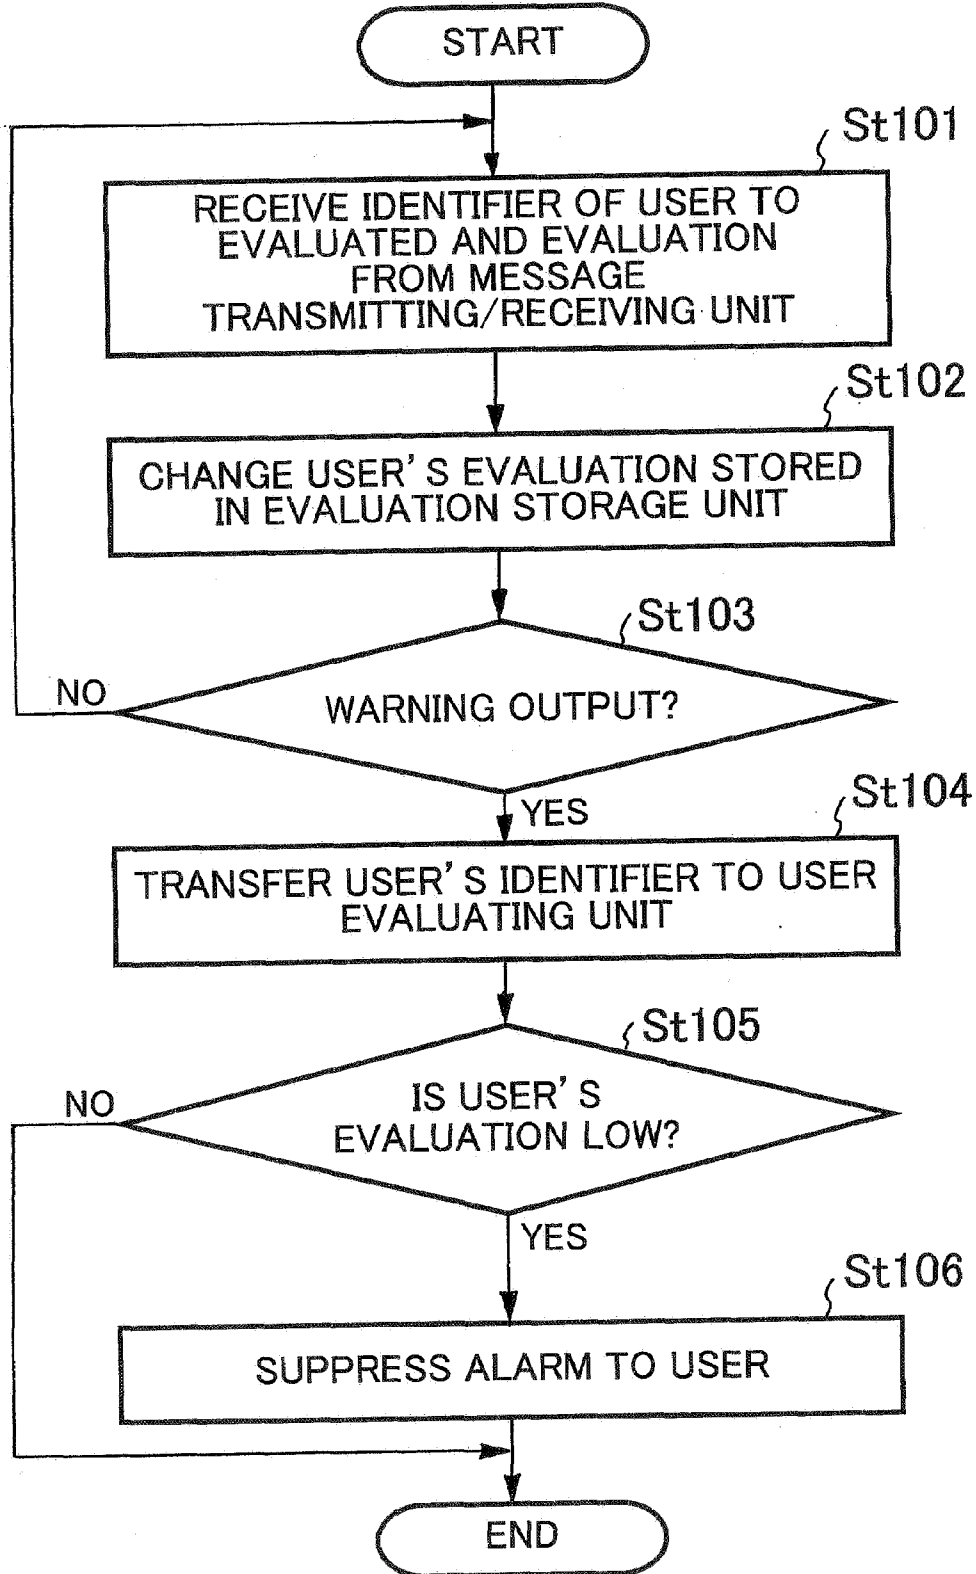 START
St101
RECEIVE IDENTIFIER OF USER TO
EVALUATED AND EVALUATION
FROM MESSAGE
TRANSMITTING/RECEIVING UNIT
St102
CHANGE USER'S EVALUATION STORED
IN EVALUATION STORAGE UNIT
St103
NO
WARNING OUTPUT?
YES
St104
TRANSFER USER'S IDENTIFIER TO USER
EVALUATING UNIT
St105
NO
IS USER'S
EVALUATION LOW?
YES
St106
SUPPRESS ALARM TO USER
END